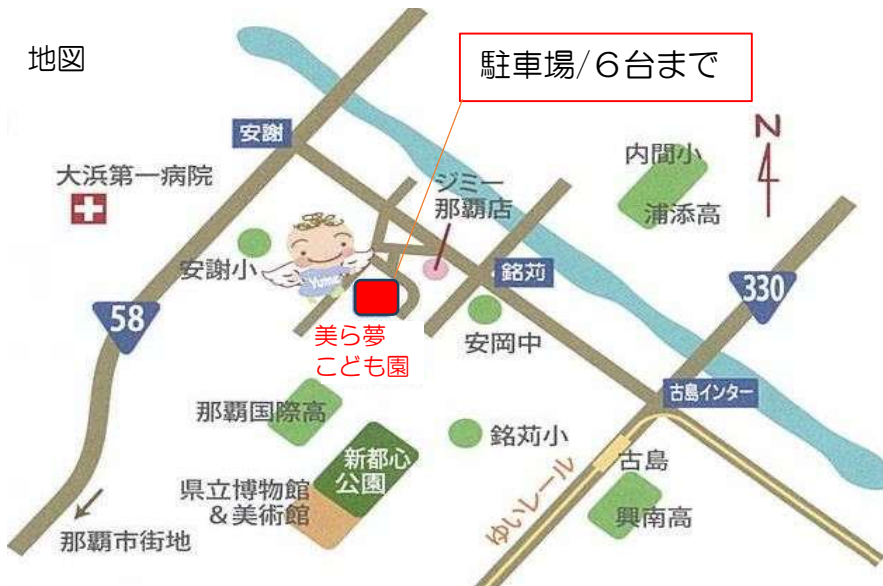 地図
駐車場/６台まで
安謝
N
大浜第一病院
ジミー
那覇店
内間小
浦添高
安謝小
Yume
銘苅
330
58
美ら夢
こども園
安岡中
古島インター
那覇国際高
銘苅小
新都心
公園
古島
県立博物館
＆美術館
ゆいレール
興南高
那覇市街地